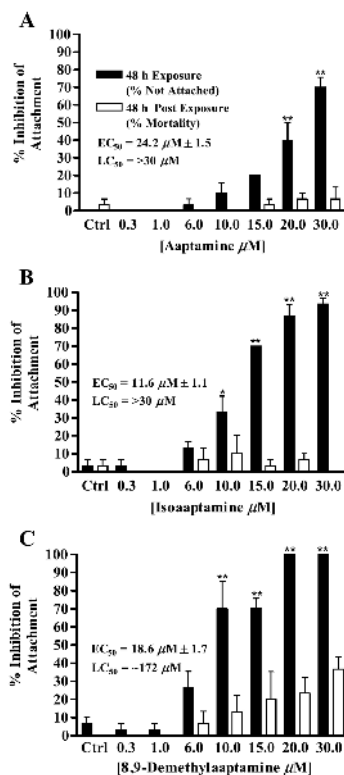 A
100
90
80
70
60
50
40
30
20
10
0
% Inhibition of
Attachment
48 h Exposure
(% Not Attached)
48 h Post Exposure
(% Mortality)
EC50 = 24.2 μM ± 1.5
LC50 = >30 μM
**
**
Ctrl 0.3 1.0 6.0 10.0 15.0 20.0 30.0
[Aaptamine μM]
B
100
90
80
70
60
50
40
30
20
10
0
% Inhibition of
Attachment
EC50 = 11.6 μM ± 1.1
LC50 = >30 μM
*
**
**
**
Ctrl 0.3 1.0 6.0 10.0 15.0 20.0 30.0
[Isoaaptamine μM]
C
100
90
80
70
60
50
40
30
20
10
0
% Inhibition of
Attachment
EC50 = 18.6 μM ± 1.7
LC50 = ~172 μM
**
**
**
**
Ctrl 0.3 1.0 6.0 10.0 15.0 20.0 30.0
[8,9-Demethylaaptamine μM]